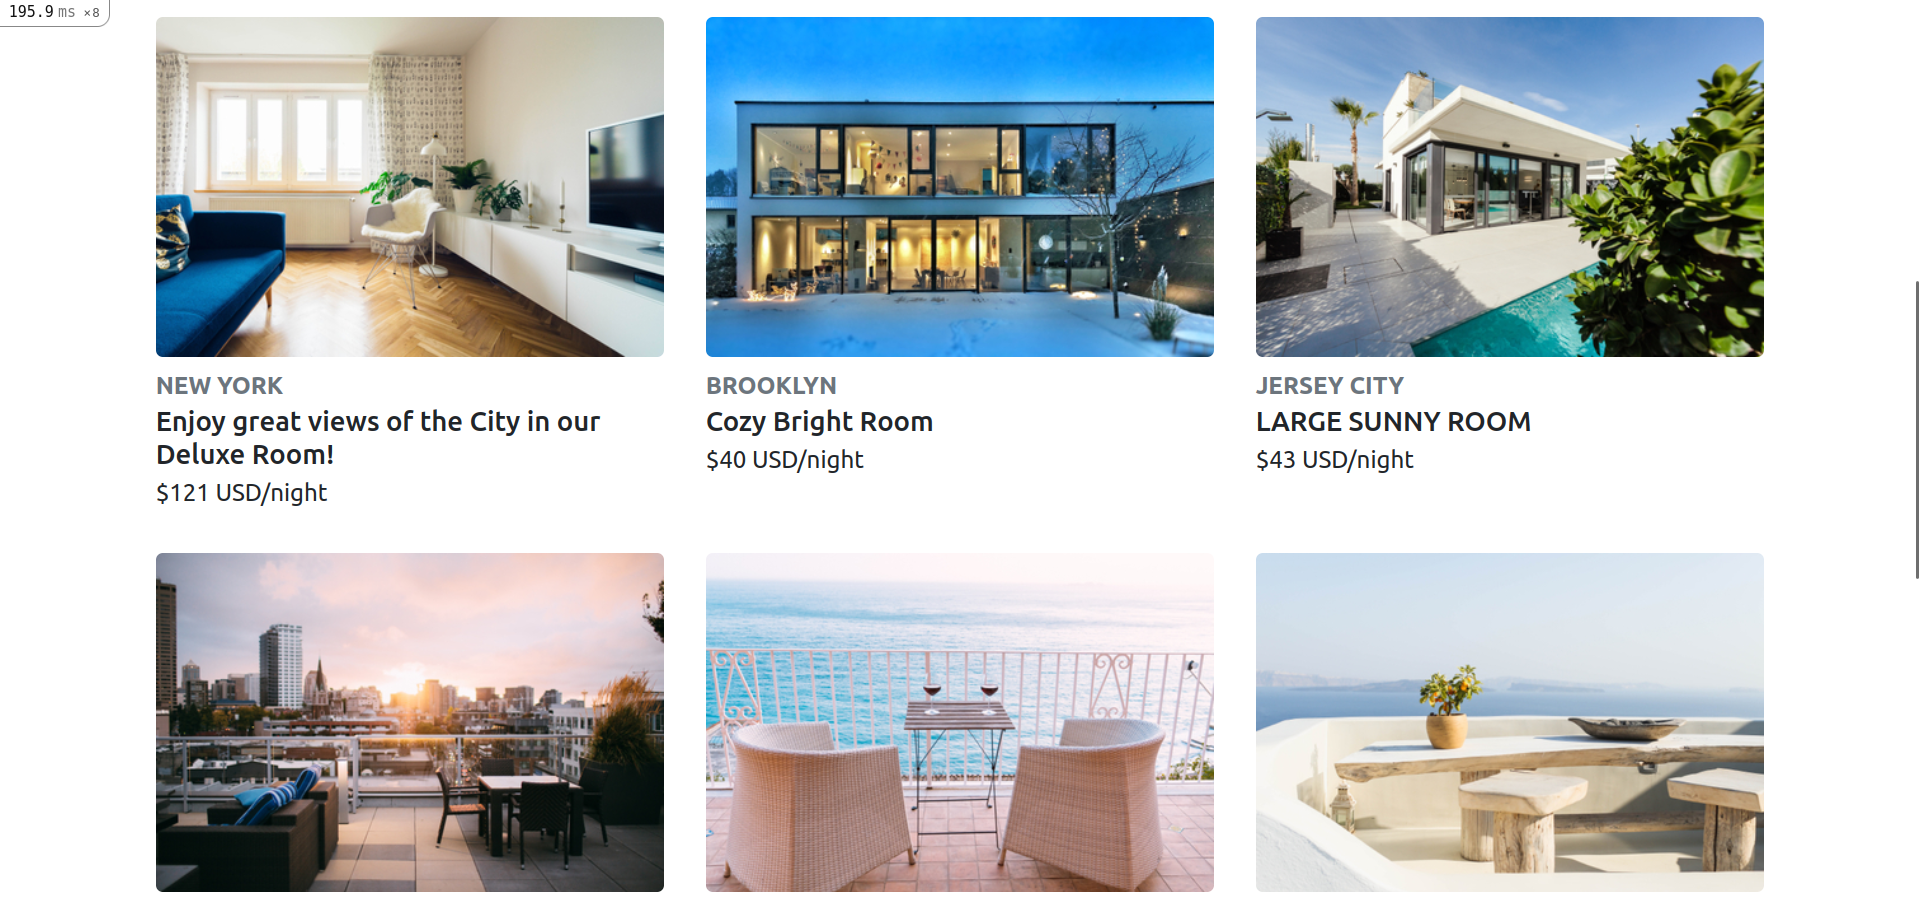 195.9 ms ×8
NEW YORK
Enjoy great views of the City in our
Deluxe Room!
$121 USD/night
BROOKLYN
Cozy Bright Room
$40 USD/night
JERSEY CITY
LARGE SUNNY ROOM
$43 USD/night